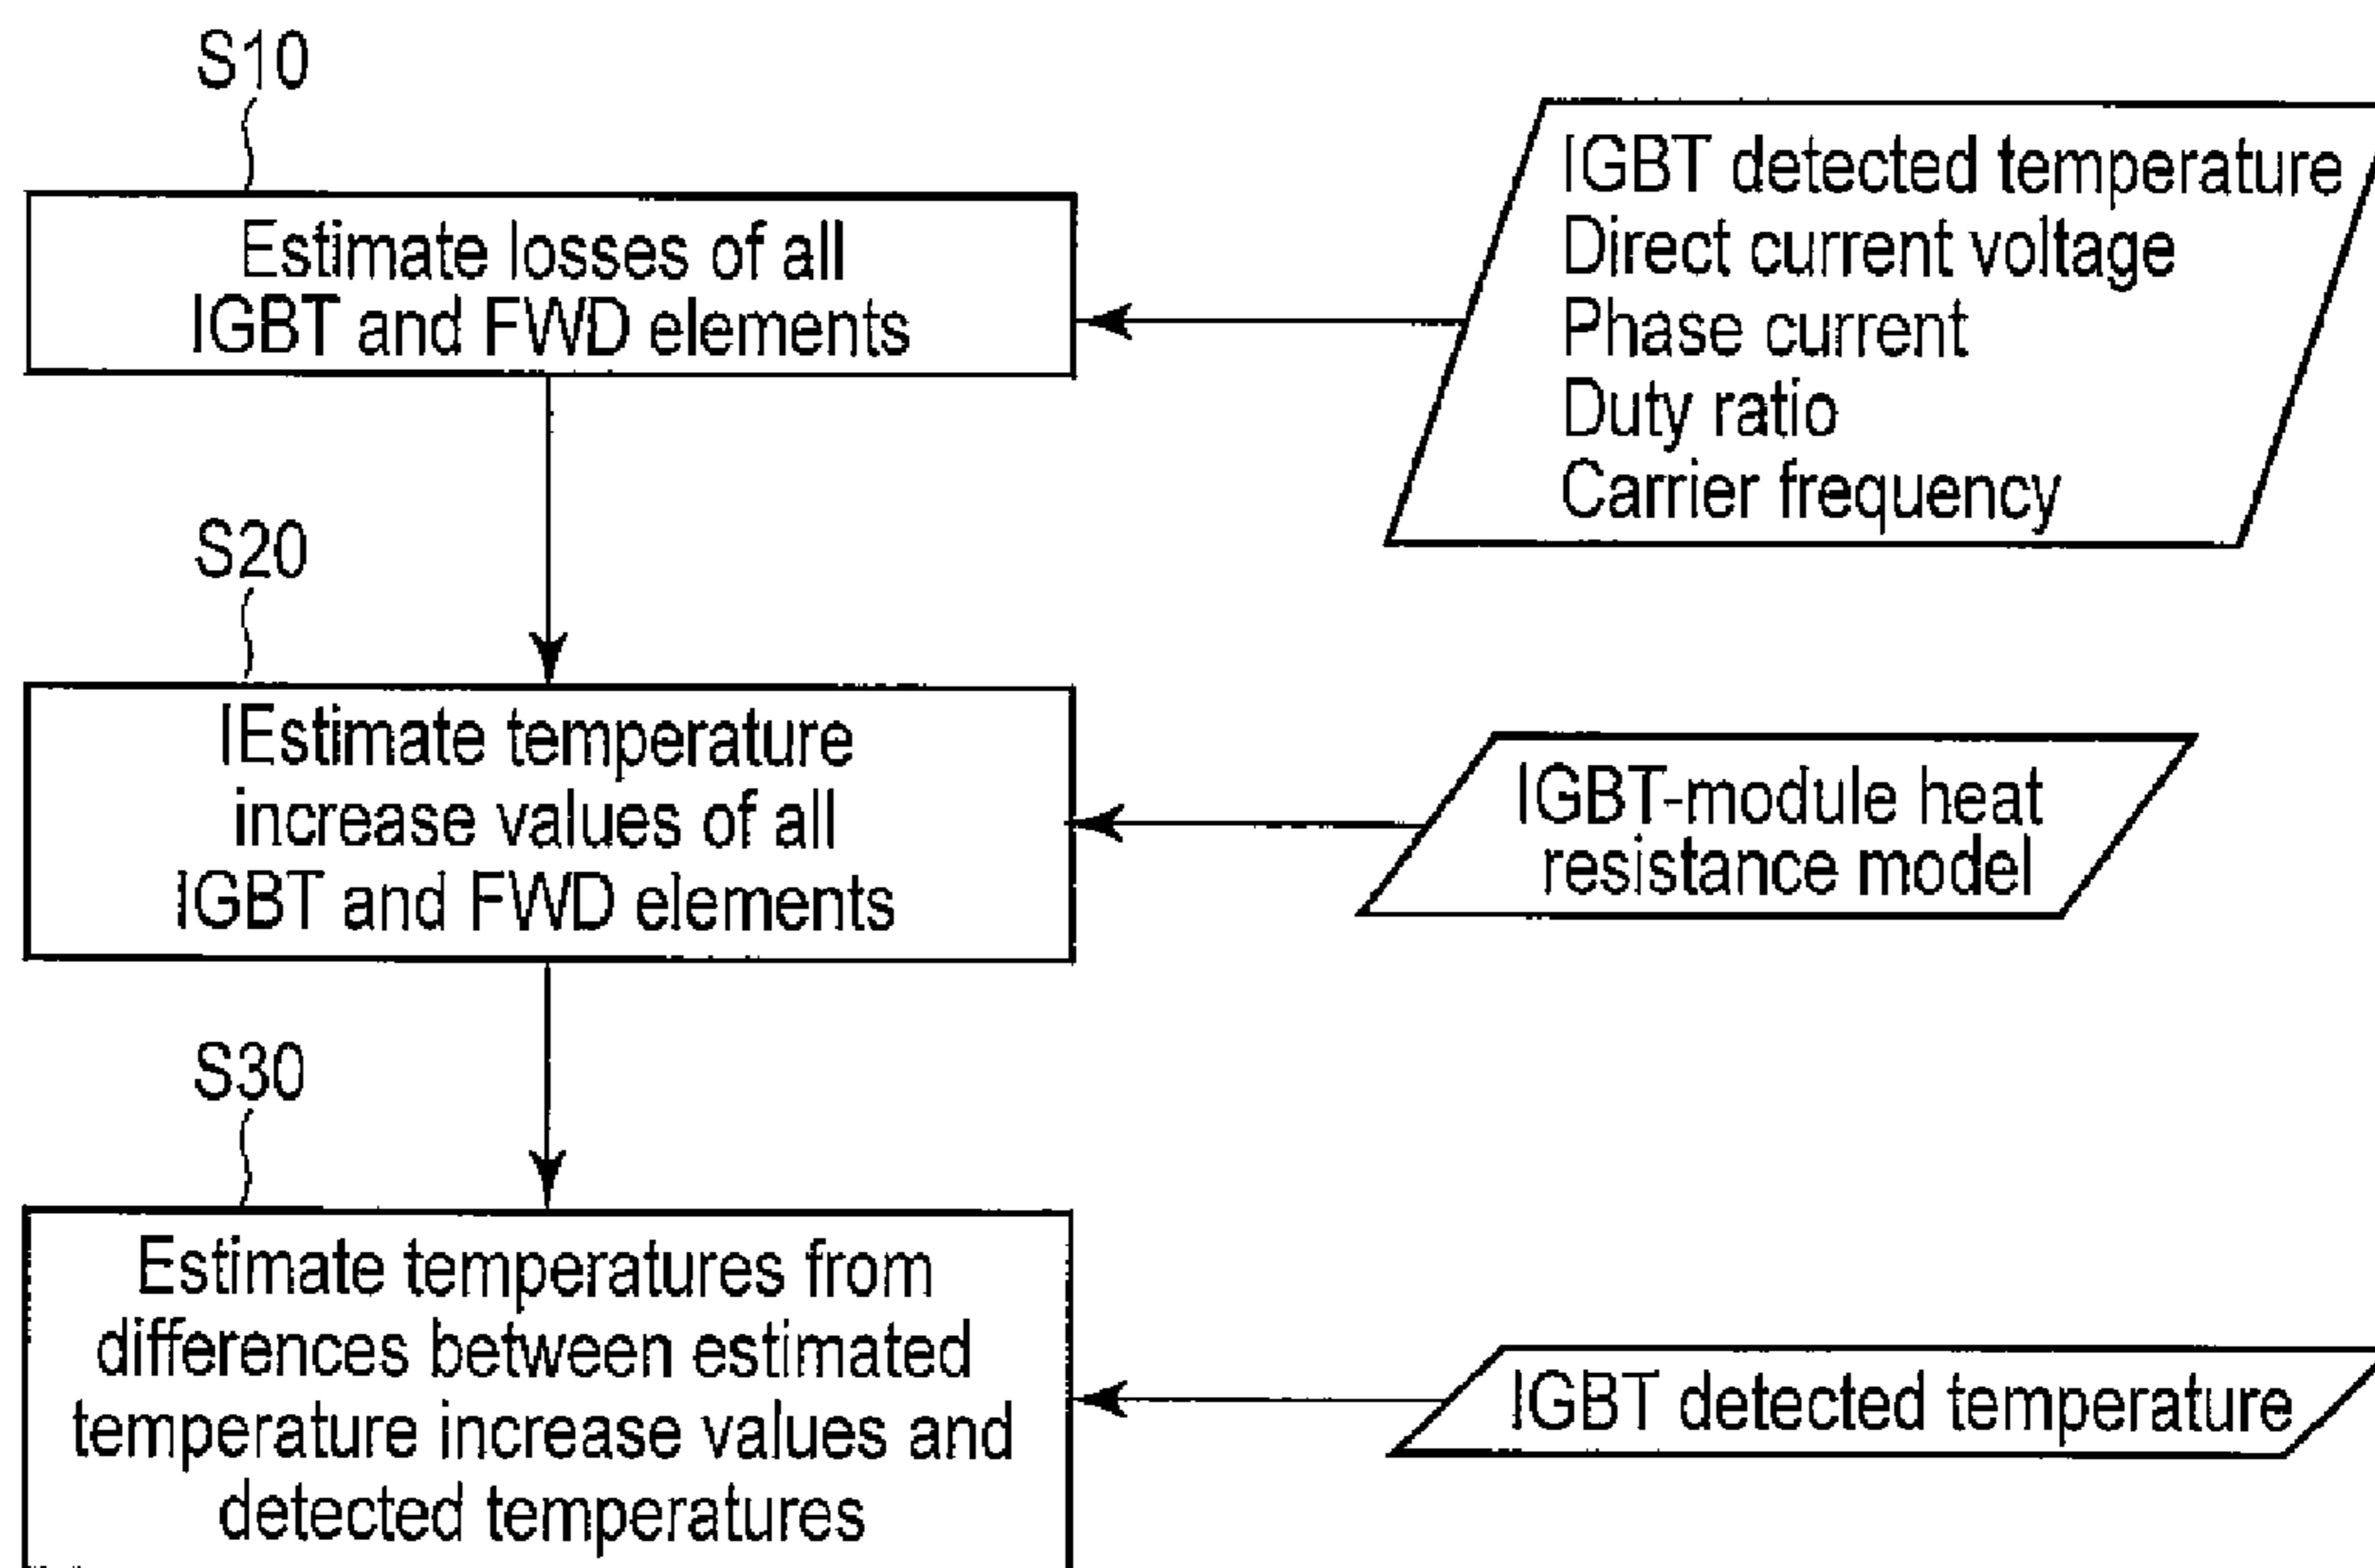 S10
Estimate losses of all
IGBT and FWD elements
IGBT detected temperature
Direct current voltage
Phase current
Duty ratio
Carrier frequency
S20
IEstimate temperature
increase values of all
IGBT and FWD elements
IGBT-module heat
resistance model
S30
Estimate temperatures from
differences between estimated
temperature increase values and
detected temperatures
IGBT detected temperature